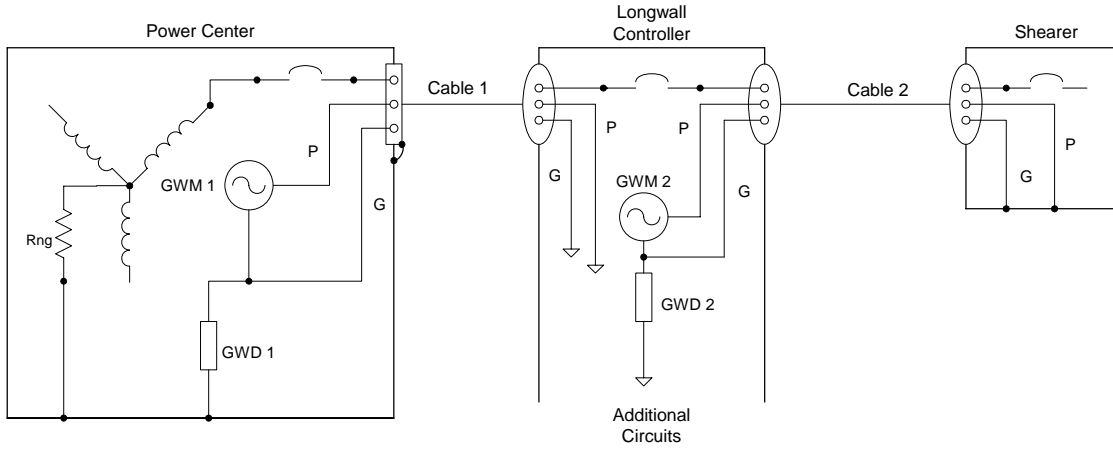 Power Center
Longwall
Controller
Shearer
Cable 1
Cable 2
P
P
P
P
GWM 1
GWM 2
G
G
G
G
Rng
GWD 1
GWD 2
Additional
Circuits